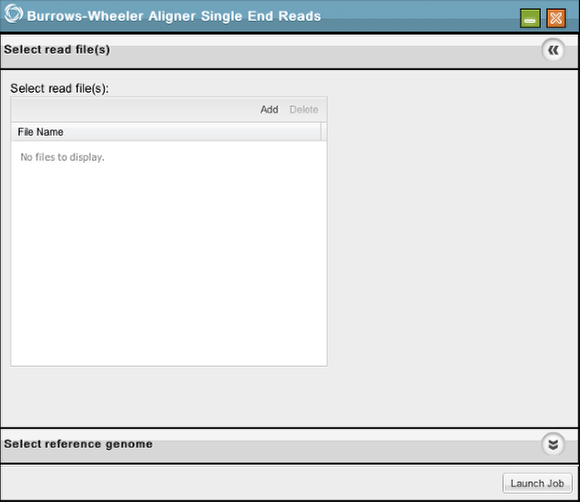 Burrows-Wheeler Aligner Single End Reads
Select read file(s)
Select read file(s):
Add Delete
File Name
No files to display.
Select reference genome
Launch Job